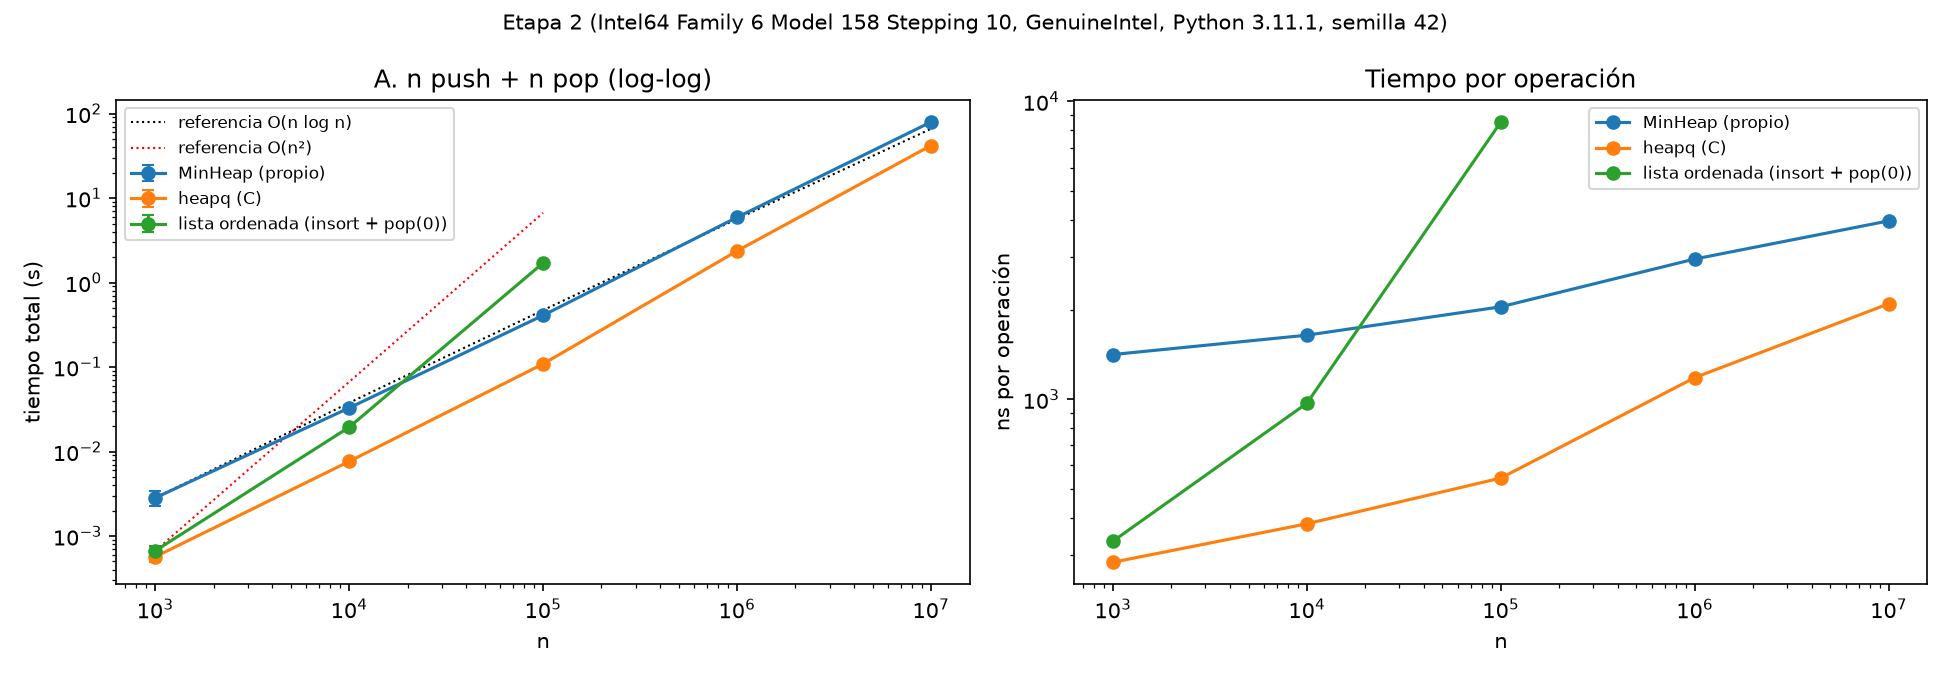 Etapa 2 (Intel64 Family 6 Model 158 Stepping 10, GenuineIntel, Python 3.11.1, semilla 42)
A. n push + n pop (log-log)
referencia O(n log n)
referencia O(n²)
MinHeap (propio)
heapq (C)
lista ordenada (insort + pop(0))
tiempo total (s)
10²
10¹
10⁰
10⁻¹
10⁻²
10⁻³
10³ 10⁴ 10⁵ 10⁶ 10⁷
n
Tiempo por operación
MinHeap (propio)
heapq (C)
lista ordenada (insort + pop(0))
ns por operación
10⁴
10³
10³ 10⁴ 10⁵ 10⁶ 10⁷
n